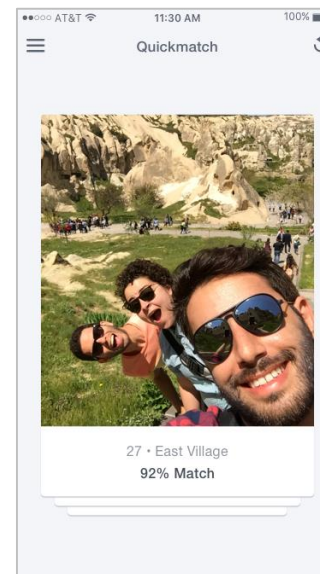 ●●○○○ AT&T 11:30 AM 100%
Quickmatch
27 • East Village
92% Match